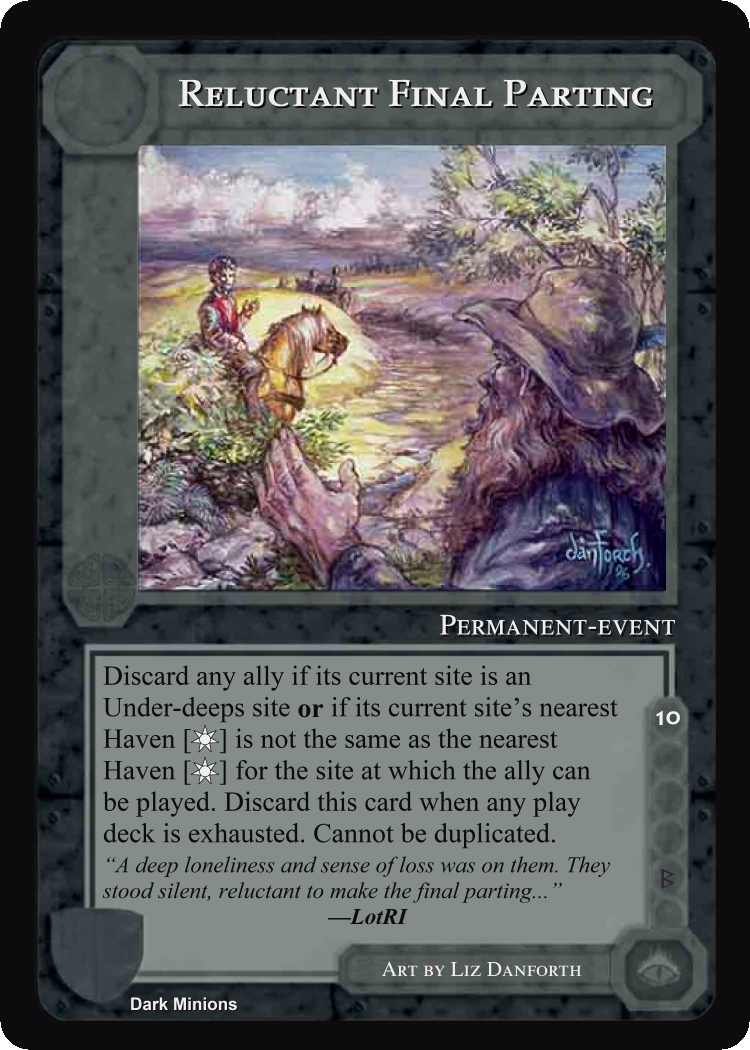 Reluctant Final Parting
Danforth.
96
Permanent-event
Discard any ally if its current site is an
Under-deeps site or if its current site's nearest
Haven [☼] is not the same as the nearest
Haven [☼] for the site at which the ally can
be played. Discard this card when any play
deck is exhausted. Cannot be duplicated.
“A deep loneliness and sense of loss was on them. They
stood silent, reluctant to make the final parting...”
—LotRI
10
B
Art by Liz Danforth
Dark Minions